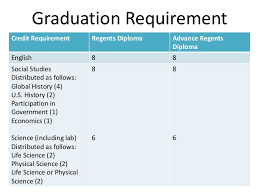 Graduation Requirement
Credit Requirement Regents Diploma Advance Regents
Diploma
English 8 8
Social Studies 8 8
Distributed as follows:
Global History (4)
U.S. History (2)
Participation in
Government (1)
Economics (1)
Science (including lab) 6 6
Distributed as follows:
Life Science (2)
Physical Science (2)
Life Science or Physical
Science (2)